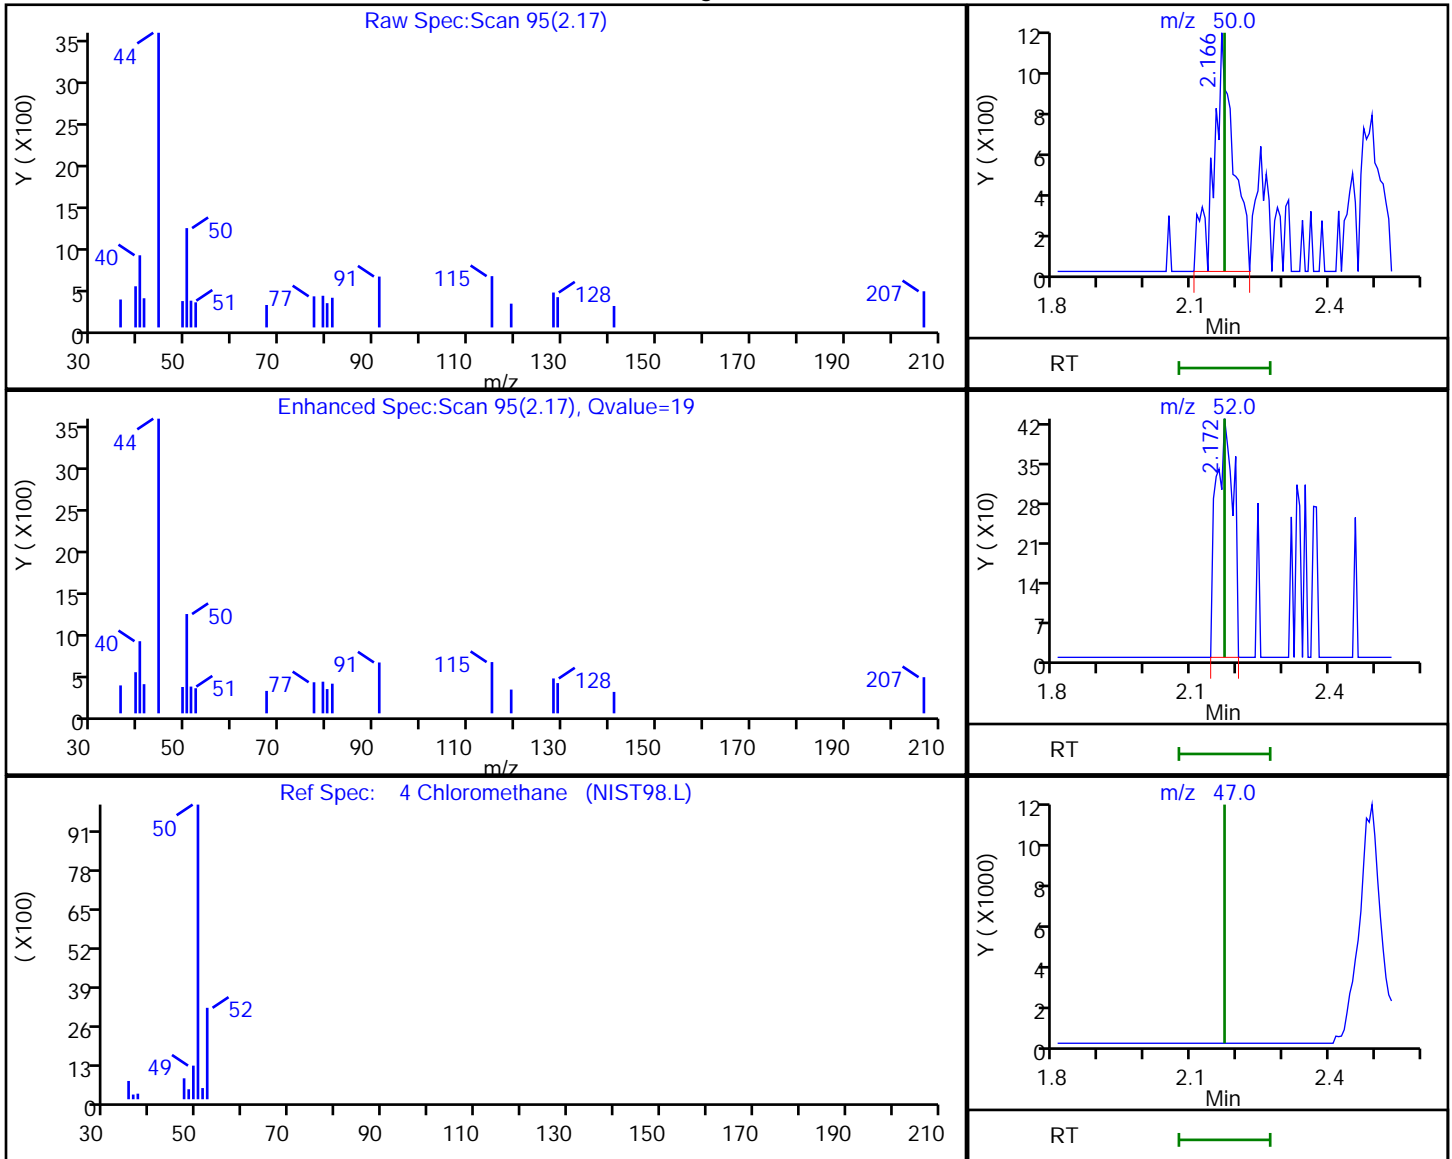 Raw Spec:Scan 95(2.17)
Y ( X100)
35
30
25
20
15
10
5
0
44
40
50
51
77
91
115
128
207
30 50 70 90 110 130 150 170 190 210
m/z
m/z 50.0
Y ( X100)
12
10
8
6
4
2
0
2.166
1.8 2.1 2.4
Min
RT
Enhanced Spec:Scan 95(2.17), Qvalue=19
Y ( X100)
35
30
25
20
15
10
5
0
44
40
50
51
77
91
115
128
207
30 50 70 90 110 130 150 170 190 210
m/z
m/z 52.0
Y ( X10)
42
35
28
21
14
7
0
2.172
1.8 2.1 2.4
Min
RT
Ref Spec: 4 Chloromethane (NIST98.L)
( X100)
91
78
65
52
39
26
13
0
50
49
52
30 50 70 90 110 130 150 170 190 210
m/z 47.0
Y ( X1000)
12
10
8
6
4
2
0
1.8 2.1 2.4
Min
RT